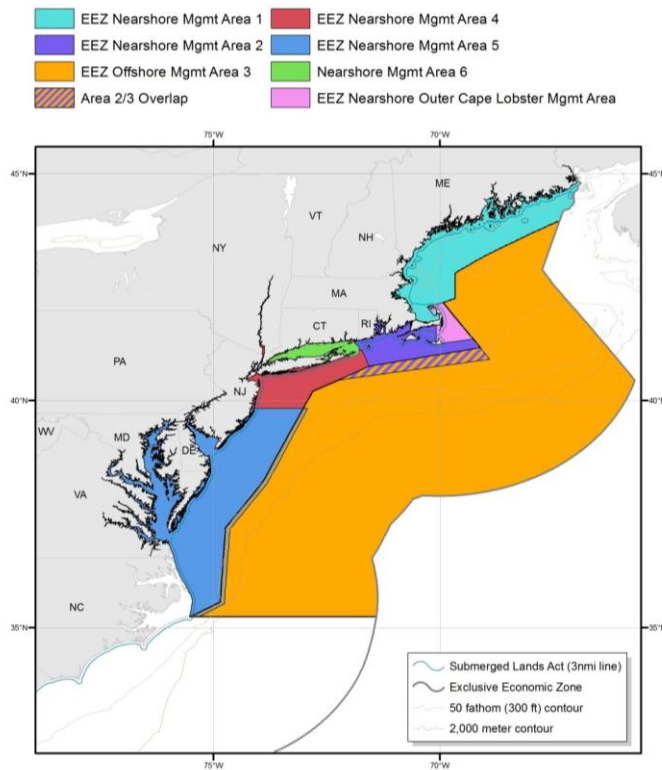 EEZ Nearshore Mgmt Area 1
EEZ Nearshore Mgmt Area 2
EEZ Offshore Mgmt Area 3
Area 2/3 Overlap
EEZ Nearshore Mgmt Area 4
EEZ Nearshore Mgmt Area 5
Nearshore Mgmt Area 6
EEZ Nearshore Outer Cape Lobster Mgmt Area
75°W
70°W
45°N
45°N
ME
VT
NH
NY
MA
CT
RI
PA
NJ
40°N
40°N
WV
MD
DE
VA
NC
35°N
35°N
Submerged Lands Act (3nmi line)
Exclusive Economic Zone
50 fathom (300 ft) contour
2,000 meter contour
75°W
70°W